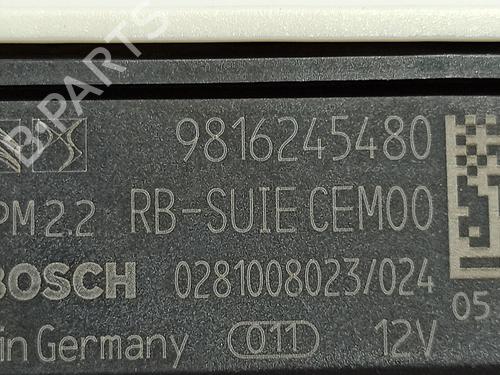 9816245480
PM 2.2 RB-SUIE CEM00
BOSCH 0281008023/024
in Germany 011 12V
05
B-PARTS